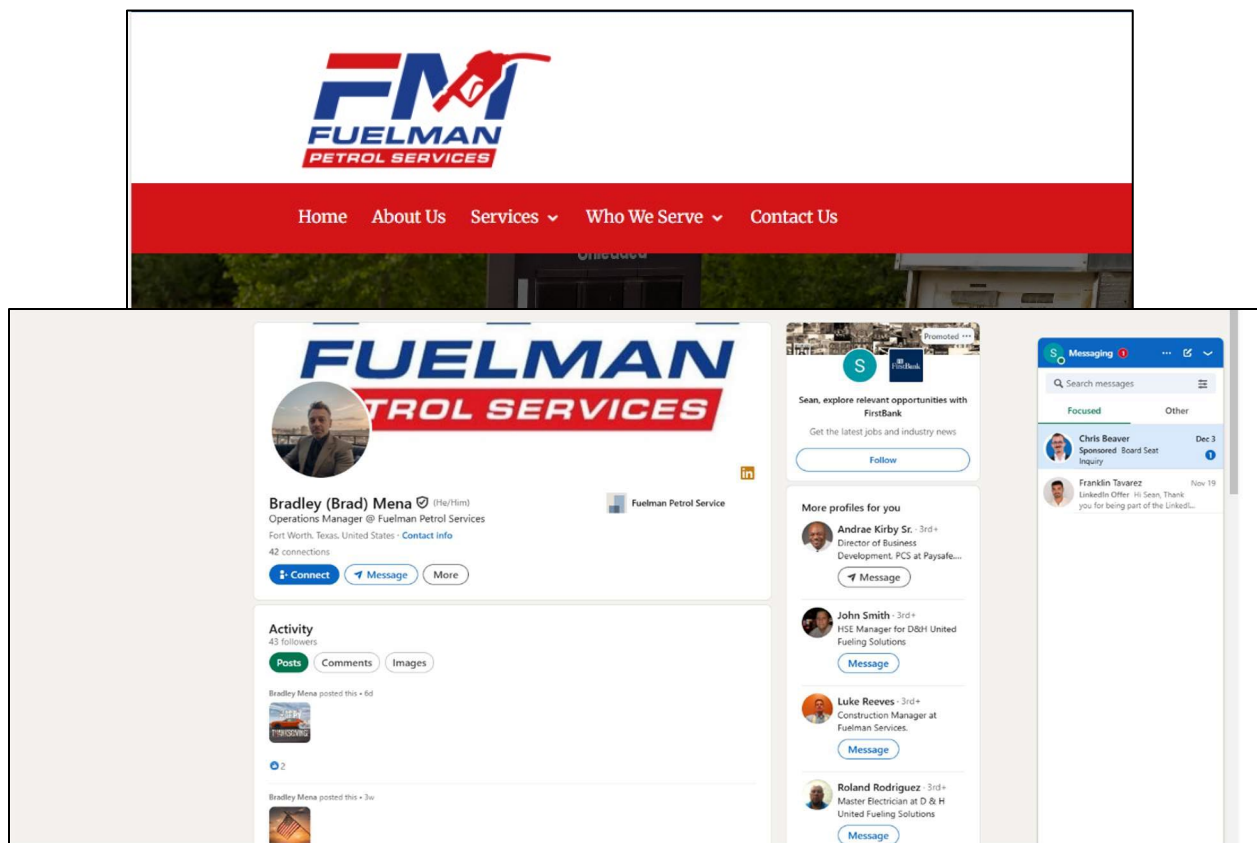 FM
FUELMAN
PETROL SERVICES
Home About Us Services Who We Serve Contact Us
Unleaded
FUELMAN
TROL SERVICES
in
Bradley (Brad) Mena (He/Him)
Operations Manager @ Fuelman Petrol Services
Fort Worth, Texas, United States · Contact info
42 connections
Connect Message More
Fuelman Petrol Service
Activity
43 followers
Posts Comments Images
Bradley Mena posted this • 6d
THANKSGIVING
2
Bradley Mena posted this • 3w
Promoted ···
S
FirstBank
Sean, explore relevant opportunities with
FirstBank
Get the latest jobs and industry news
Follow
More profiles for you
Andrae Kirby Sr. · 3rd+
Director of Business
Development, PCS at Paysafe....
Message
John Smith · 3rd+
HSE Manager for D&H United
Fueling Solutions
Message
Luke Reeves · 3rd+
Construction Manager at
Fuelman Services.
Message
Roland Rodriguez · 3rd+
Master Electrician at D & H
United Fueling Solutions
Message
S Messaging 1 ···
Search messages
Focused Other
Chris Beaver Dec 3
Sponsored Board Seat 1
Inquiry
Franklin Tavarez Nov 19
LinkedIn Offer Hi Sean, Thank
you for being part of the LinkedI...